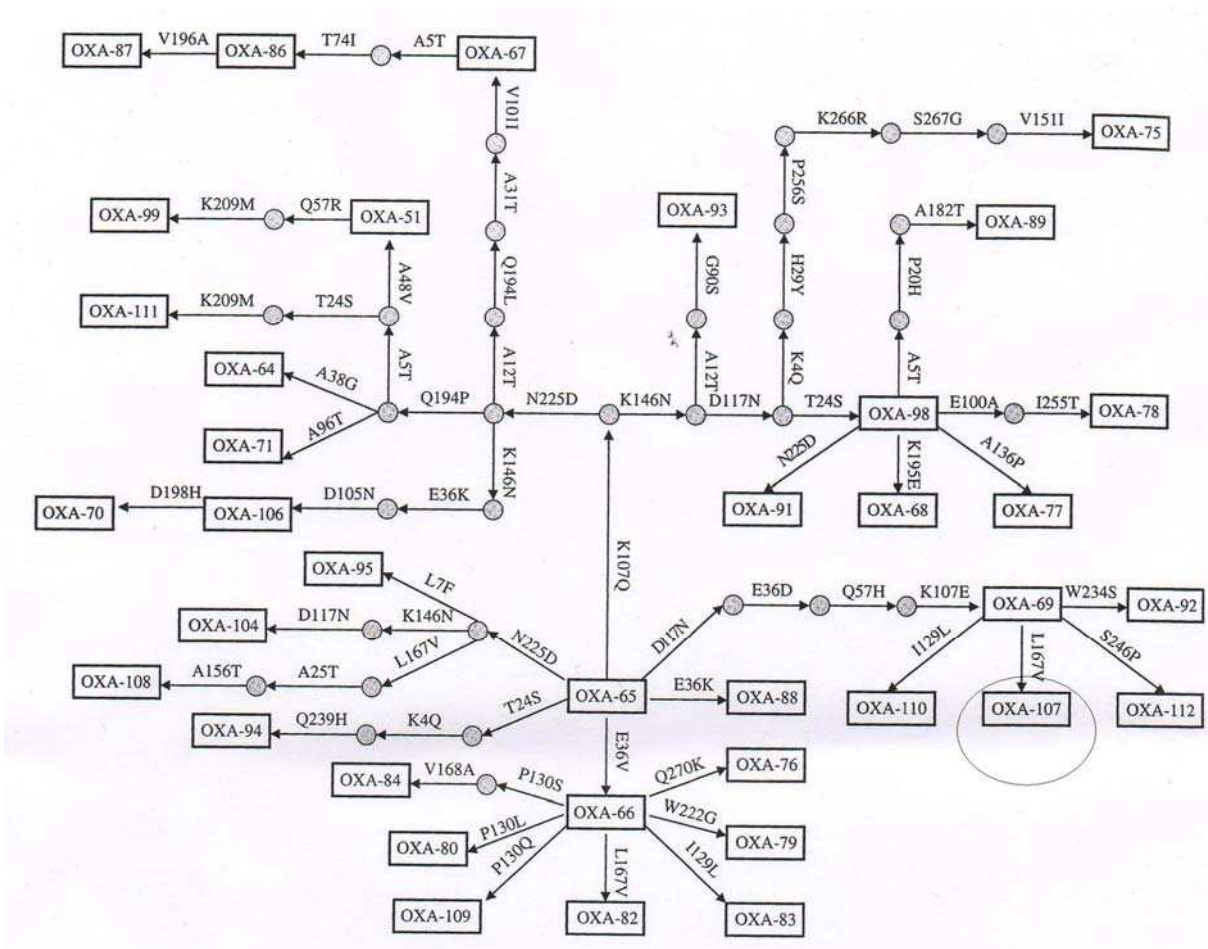 OXA-87 V196A OXA-86 T74I A5T OXA-67
V101I
A31T
Q194L
A12T
K266R S267G V151I OXA-75
P256S
H29Y
K4Q
OXA-99 K209M Q57R OXA-51
A48V
OXA-93
G90S
A12T
A182T OXA-89
P20H
A5T
OXA-111 K209M T24S
A5T
OXA-64 A38G
OXA-71 A96T
Q194P N225D K146N D117N T24S OXA-98 E100A I255T OXA-78
N225D K195E A136P
OXA-91 OXA-68 OXA-77
K146N
OXA-70 D198H OXA-106 D105N E36K
K107Q
OXA-95 L7F
OXA-104 D117N K146N
N225D
L167V
OXA-108 A156T A25T
D117N E36D Q57H K107E OXA-69 W234S OXA-92
I129L L167V S246P
OXA-110 OXA-107 OXA-112
OXA-65 E36K OXA-88
T24S
OXA-94 Q239H K4Q
E36V
OXA-84 V168A P130S
OXA-66 Q270K OXA-76
W222G OXA-79
OXA-80 P130L
P130Q L167V I129L
OXA-109 OXA-82 OXA-83